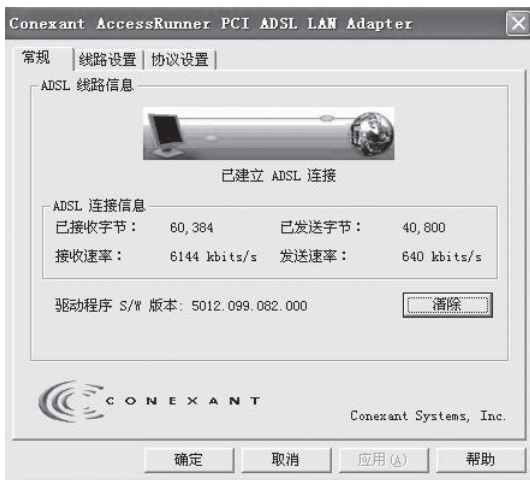 Conexant AccessRunner PCI ADSL LAN Adapter
常规 线路设置 协议设置
ADSL 线路信息
已建立 ADSL 连接
ADSL 连接信息
已接收字节： 60,384 已发送字节： 40,800
接收速率： 6144 kbits/s 发送速率： 640 kbits/s
驱动程序 S/W 版本: 5012.099.082.000 清除
CONEXANT
Conexant Systems, Inc.
确定 取消 应用(A) 帮助